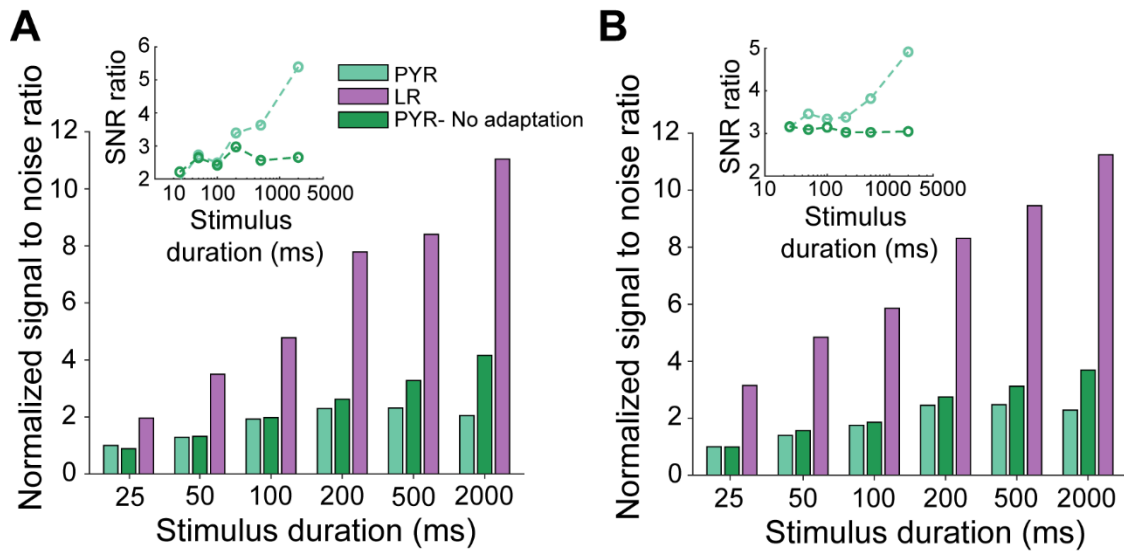 A
SNR ratio
6
5
4
3
2
10
100
1000
5000
Stimulus
duration (ms)
PYR
LR
PYR- No adaptation
Normalized signal to noise ratio
12
10
8
6
4
2
0
25
50
100
200
500
2000
Stimulus duration (ms)
B
SNR ratio
5
4
3
2
10
100
1000
5000
Stimulus
duration (ms)
Normalized signal to noise ratio
12
10
8
6
4
2
0
25
50
100
200
500
2000
Stimulus duration (ms)